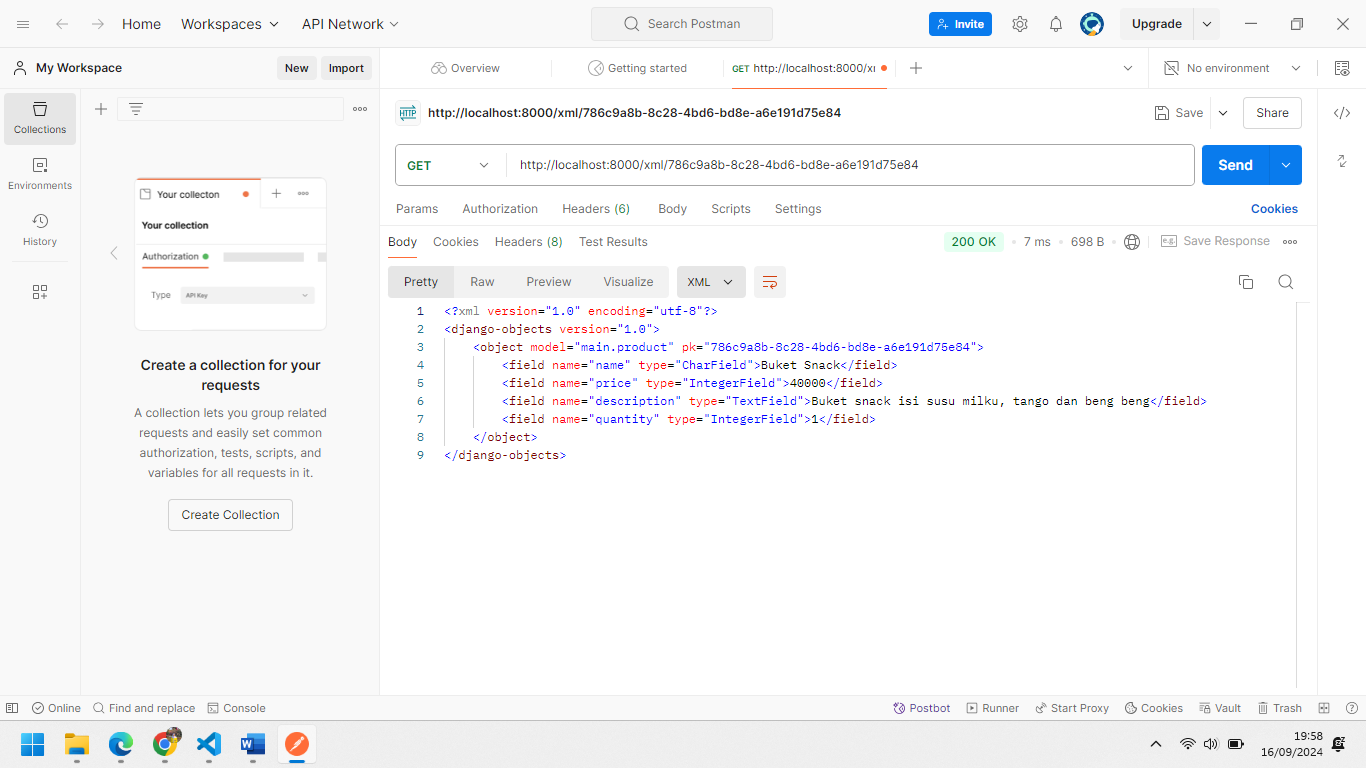 Home Workspaces API Network Search Postman Invite Upgrade
My Workspace New Import Overview Getting started GET http://localhost:8000/xı No environment
Collections
Environments
History
Your collecton
Your collection
Authorization
Type API Key
Create a collection for your
requests
A collection lets you group related
requests and easily set common
authorization, tests, scripts, and
variables for all requests in it.
Create Collection
HTTP http://localhost:8000/xml/786c9a8b-8c28-4bd6-bd8e-a6e191d75e84 Save Share
GET http://localhost:8000/xml/786c9a8b-8c28-4bd6-bd8e-a6e191d75e84 Send
Params Authorization Headers (6) Body Scripts Settings Cookies
Body Cookies Headers (8) Test Results 200 OK 7 ms 698 B e.g. Save Response
Pretty Raw Preview Visualize XML
1 <?xml version="1.0" encoding="utf-8"?>
2 <django-objects version="1.0">
3 <object model="main.product" pk="786c9a8b-8c28-4bd6-bd8e-a6e191d75e84">
4 <field name="name" type="CharField">Buket Snack</field>
5 <field name="price" type="IntegerField">40000</field>
6 <field name="description" type="TextField">Buket snack isi susu milku, tango dan beng beng</field>
7 <field name="quantity" type="IntegerField">1</field>
8 </object>
9 </django-objects>
Online Find and replace Console Postbot Runner Start Proxy Cookies Vault Trash
19:58
16/09/2024